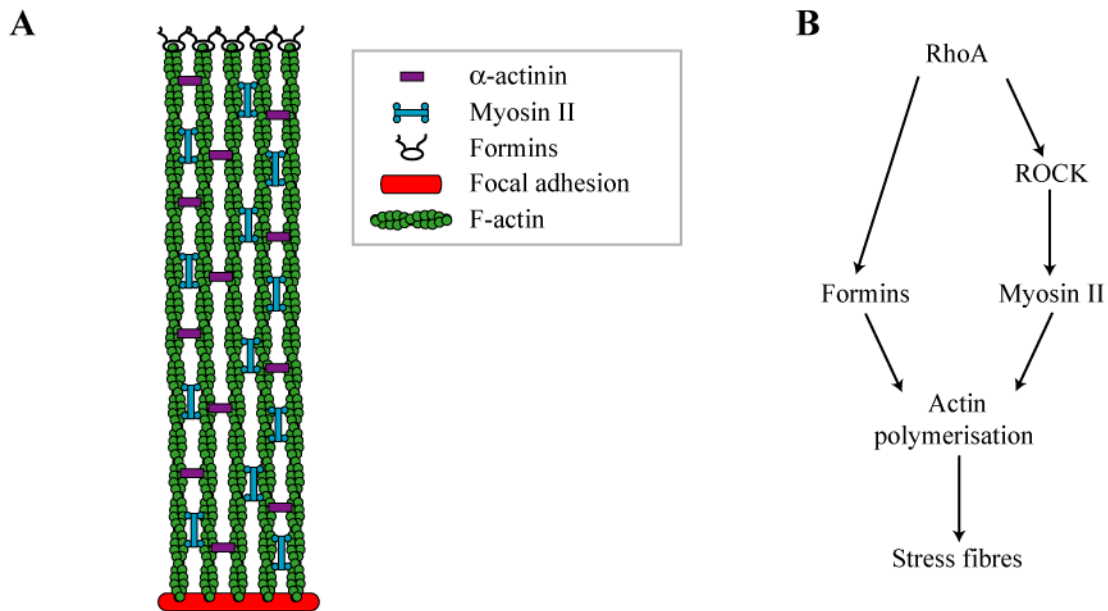 A
α-actinin
Myosin II
Formins
Focal adhesion
F-actin
B
RhoA
ROCK
Formins
Myosin II
Actin
polymerisation
Stress fibres